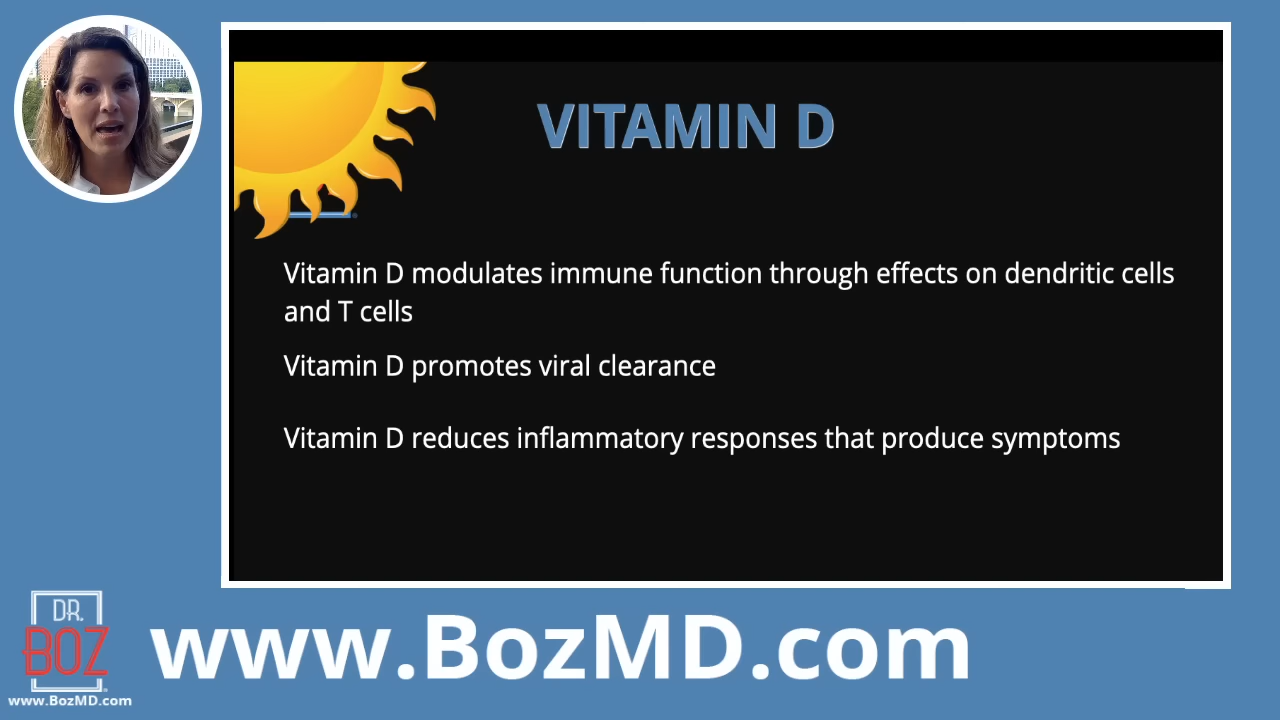 VITAMIN D
Vitamin D modulates immune function through effects on dendritic cells
and T cells
Vitamin D promotes viral clearance
Vitamin D reduces inflammatory responses that produce symptoms
DR.
BOZ
www.BozMD.com
www.BozMD.com